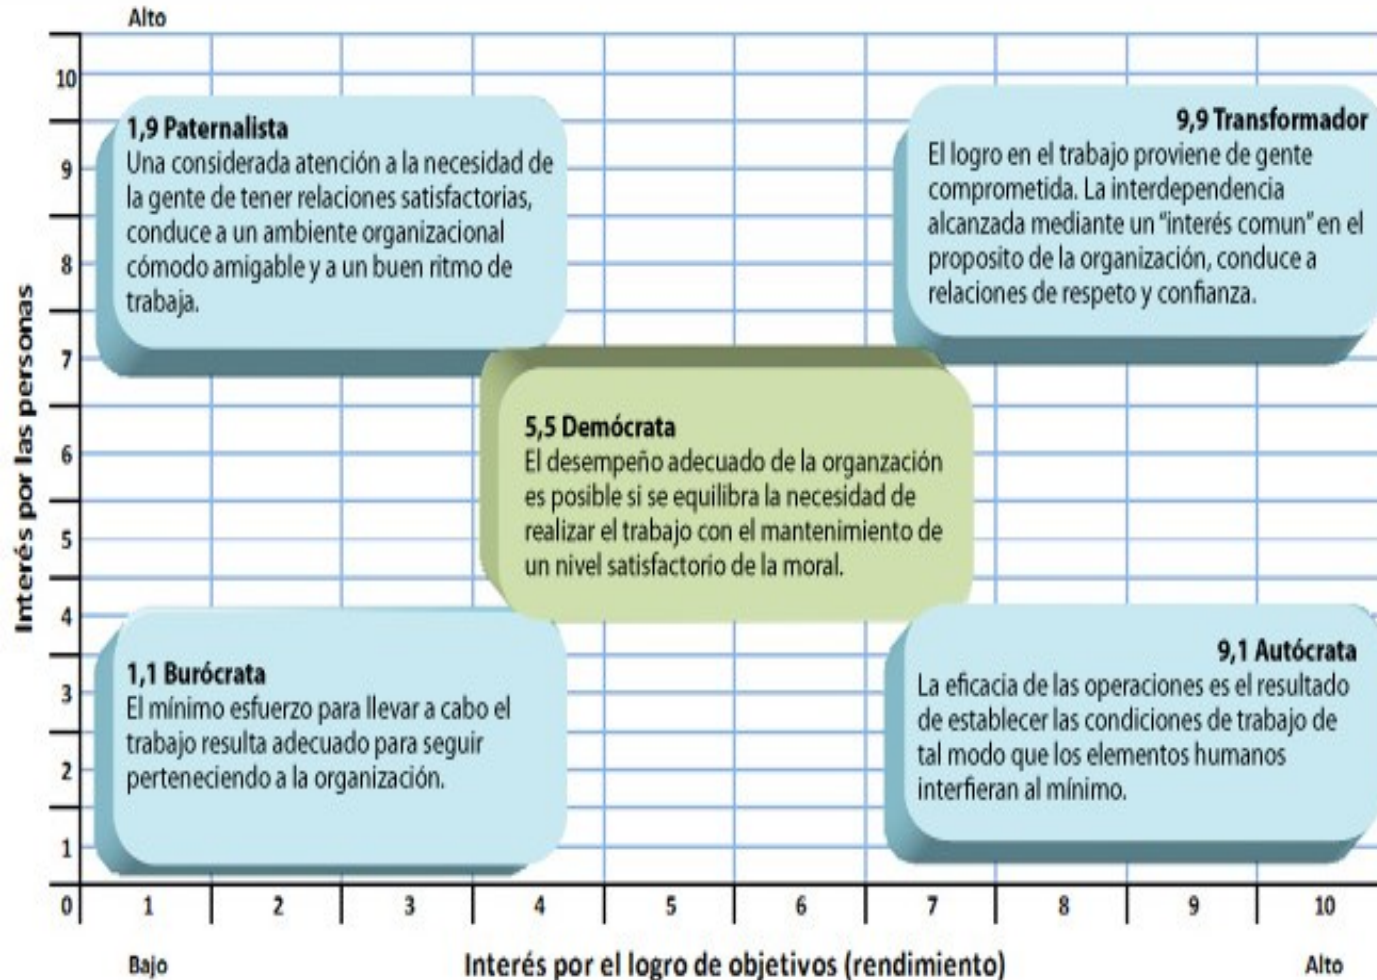 Alto
10
9
8
7
6
5
4
3
2
1
Interés por las personas
1,9 Paternalista
Una considerada atención a la necesidad de
la gente de tener relaciones satisfactorias,
conduce a un ambiente organizacional
cómodo amigable y a un buen ritmo de
trabaja.
9,9 Transformador
El logro en el trabajo proviene de gente
comprometida. La interdependencia
alcanzada mediante un "interés comun" en el
proposito de la organización, conduce a
relaciones de respeto y confianza.
5,5 Demócrata
El desempeño adecuado de la organzación
es posible si se equilibra la necesidad de
realizar el trabajo con el mantenimiento de
un nivel satisfactorio de la moral.
1,1 Burócrata
El mínimo esfuerzo para llevar a cabo el
trabajo resulta adecuado para seguir
perteneciendo a la organización.
9,1 Autócrata
La eficacia de las operaciones es el resultado
de establecer las condiciones de trabajo de
tal modo que los elementos humanos
interfieran al mínimo.
0 1 2 3 4 5 6 7 8 9 10
Bajo Interés por el logro de objetivos (rendimiento) Alto